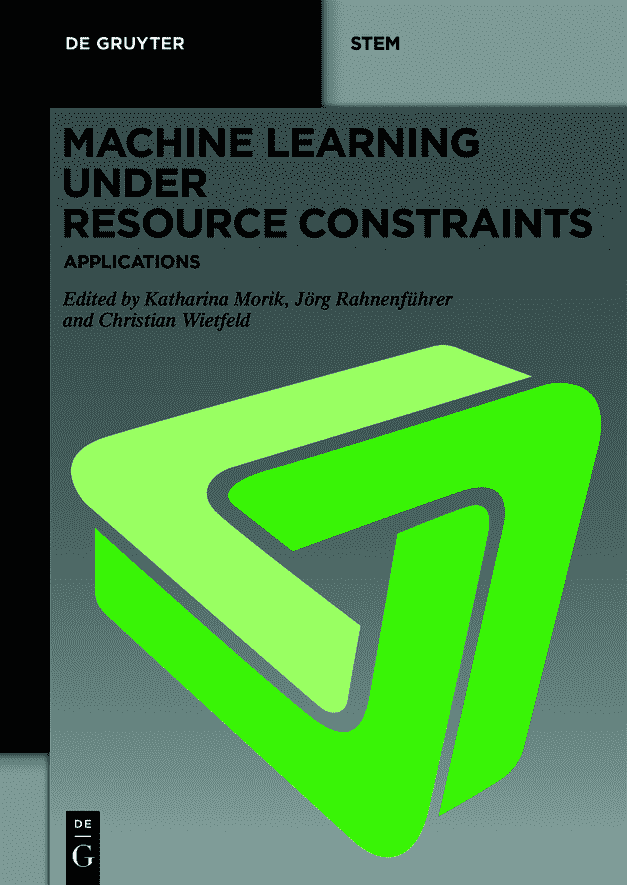 DE GRUYTER
STEM
MACHINE LEARNING
UNDER
RESOURCE CONSTRAINTS
APPLICATIONS
Edited by Katharina Morik, Jörg Rahnenführer
and Christian Wietfeld
DE
G